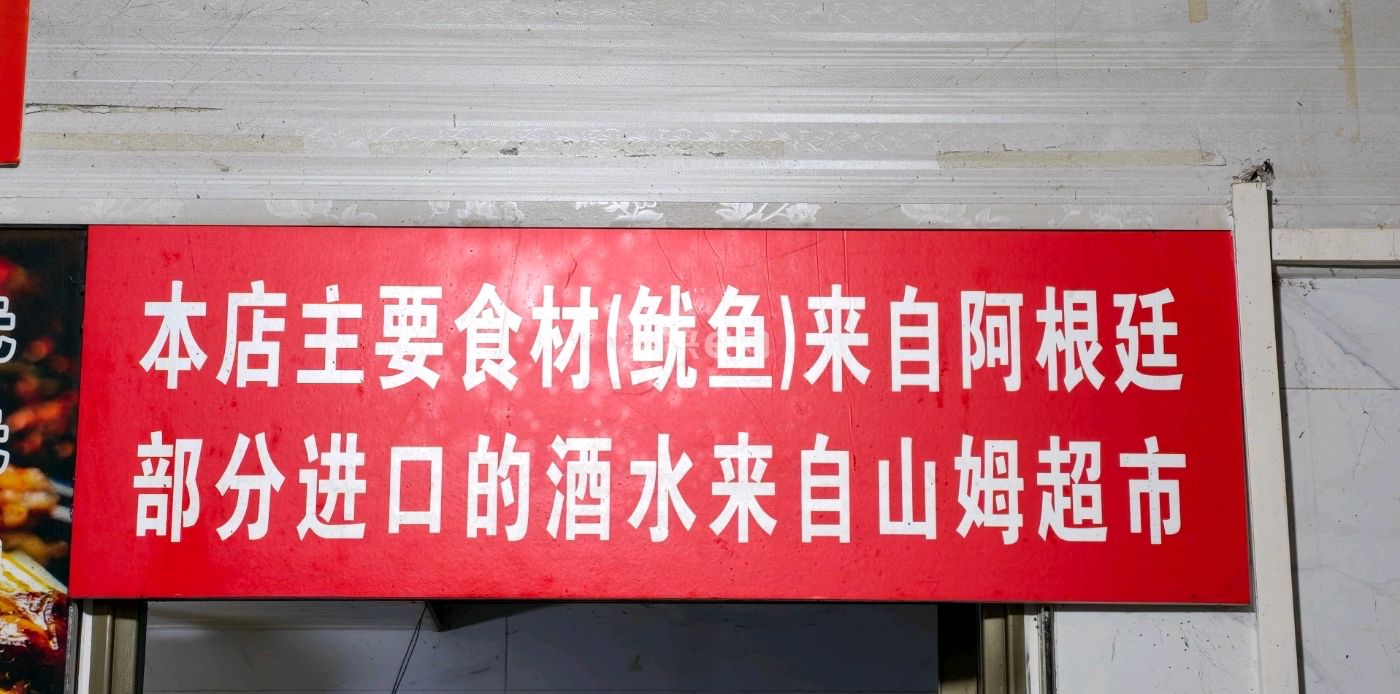 本店主要食材(鱿鱼)来自阿根廷
部分进口的酒水来自山姆超市